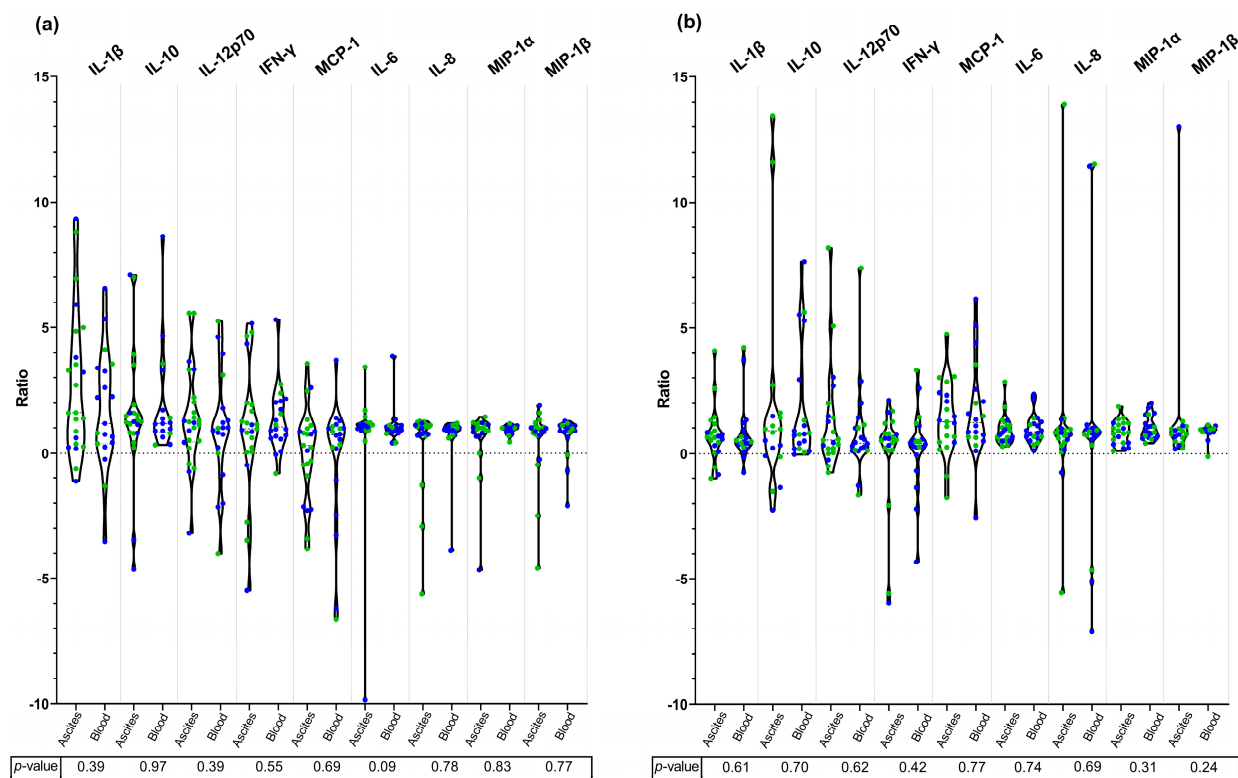 (a)
IL-1β IL-10 IL-12p70 IFN-γ MCP-1 IL-6 IL-8 MIP-1α MIP-1β
15
10
5
0
-5
-10
Ratio
Ascites Blood Ascites Blood Ascites Blood Ascites Blood Ascites Blood Ascites Blood Ascites Blood Ascites Blood Ascites Blood
p-value 0.39 0.97 0.39 0.55 0.69 0.09 0.78 0.83 0.77
(b)
IL-1β IL-10 IL-12p70 IFN-γ MCP-1 IL-6 IL-8 MIP-1α MIP-1β
15
10
5
0
-5
-10
Ratio
Ascites Blood Ascites Blood Ascites Blood Ascites Blood Ascites Blood Ascites Blood Ascites Blood Ascites Blood Ascites Blood
p-value 0.61 0.70 0.62 0.42 0.77 0.74 0.69 0.31 0.24